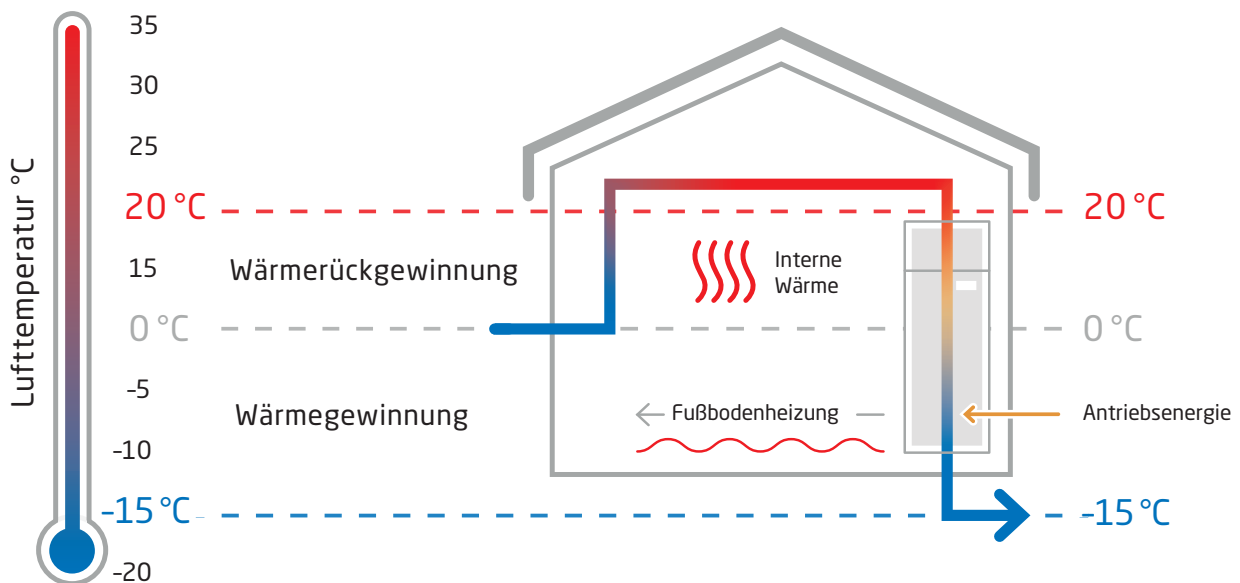 Lufttemperatur °C
35
30
25
20 °C
15
0 °C
-5
-10
-15 °C
-20
Wärmerückgewinnung
Wärmegewinnung
Interne
Wärme
Fußbodenheizung
20 °C
0 °C
Antriebsenergie
-15 °C